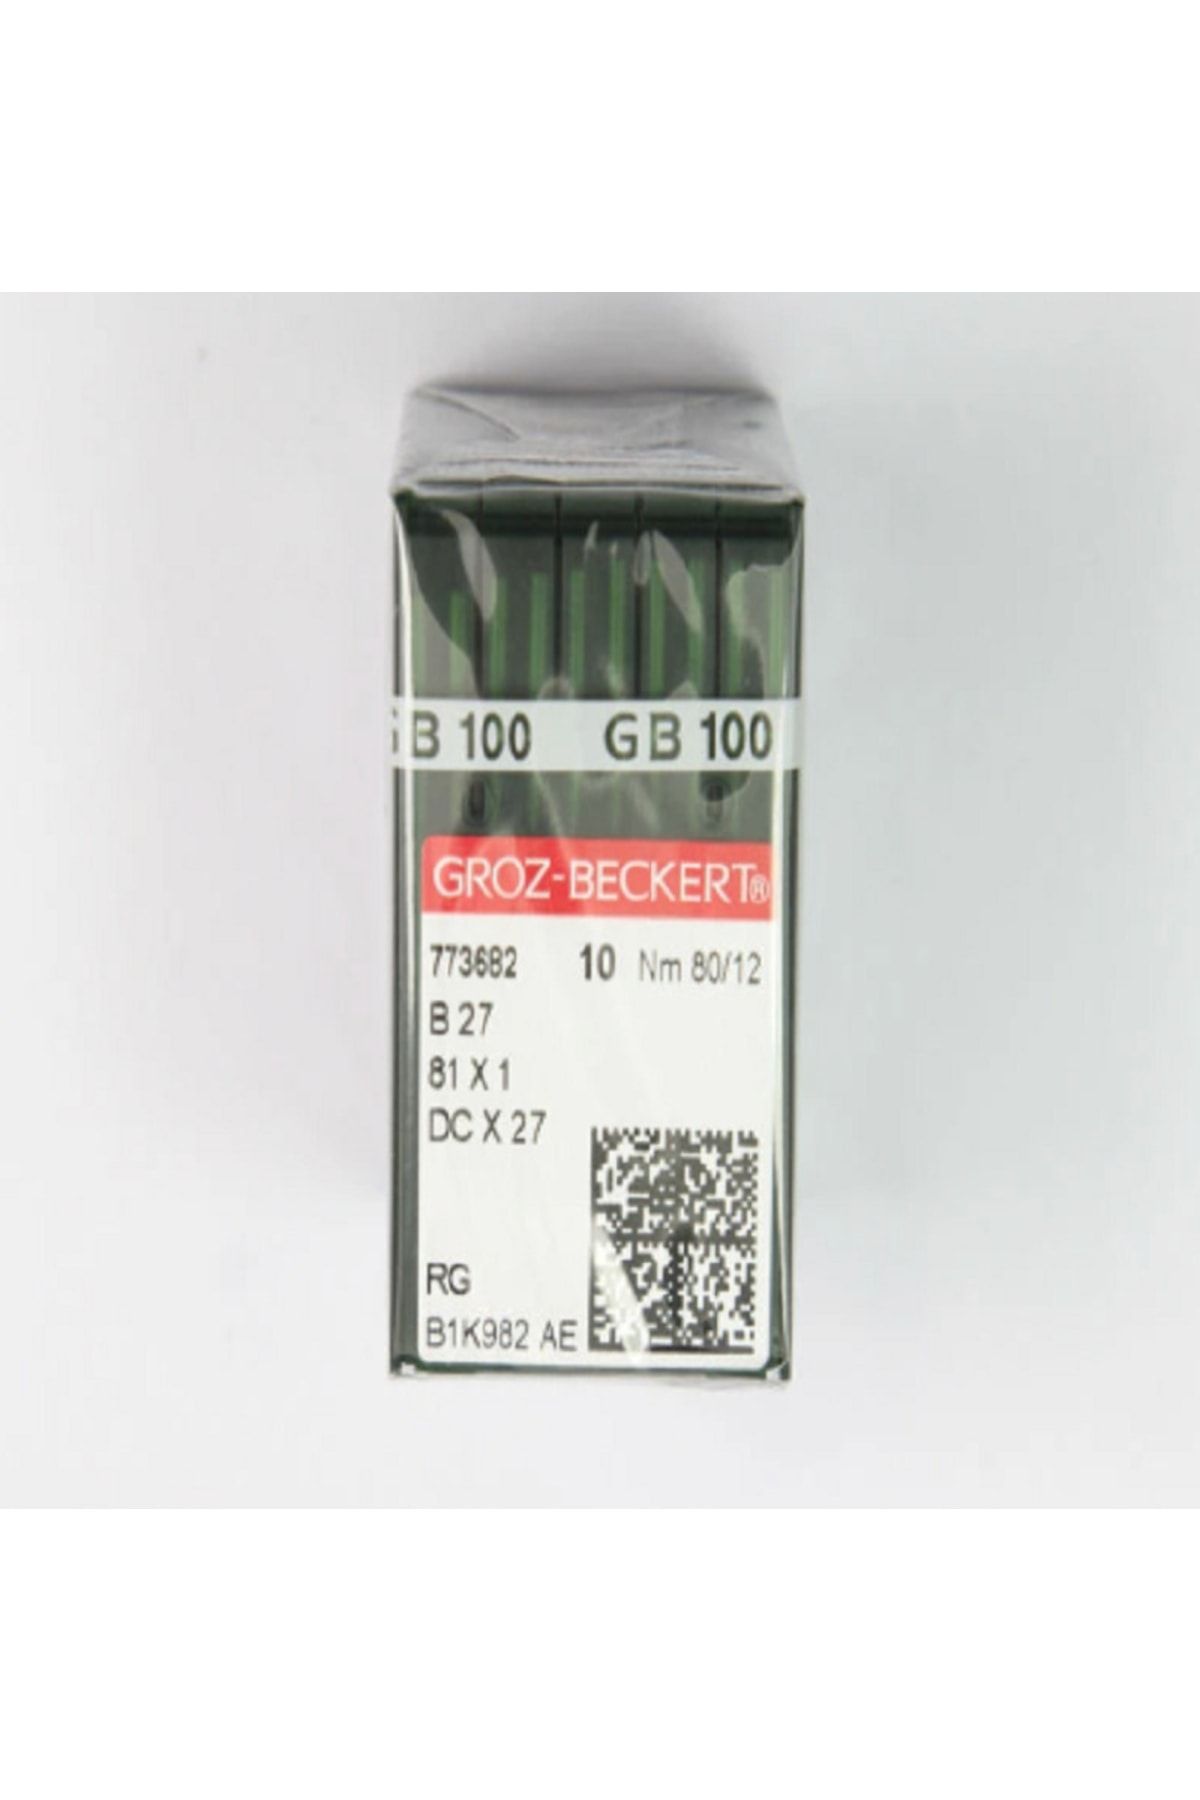 GB 100 GB 100
GROZ-BECKERT®
773682 10 Nm 80/12
B 27
81 X 1
DC X 27
RG
B1K982 AE